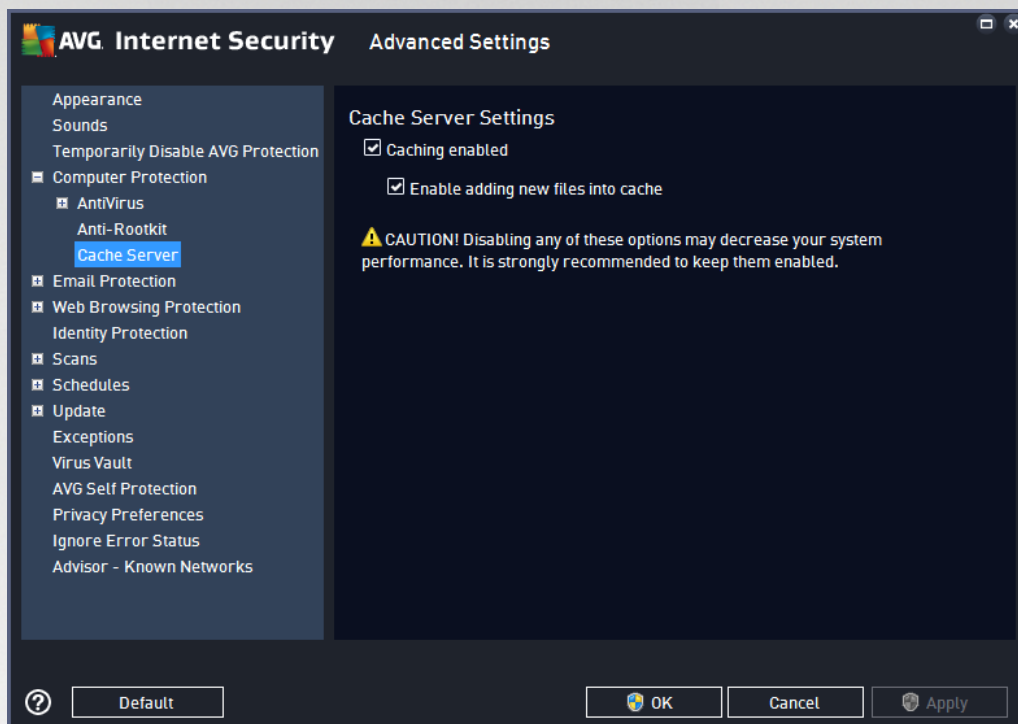 AVG. Internet Security Advanced Settings
Appearance
Sounds
Temporarily Disable AVG Protection
Computer Protection
AntiVirus
Anti-Rootkit
Cache Server
Email Protection
Web Browsing Protection
Identity Protection
Scans
Schedules
Update
Exceptions
Virus Vault
AVG Self Protection
Privacy Preferences
Ignore Error Status
Advisor - Known Networks
Cache Server Settings
Caching enabled
Enable adding new files into cache
CAUTION! Disabling any of these options may decrease your system
performance. It is strongly recommended to keep them enabled.
Default
OK
Cancel
Apply